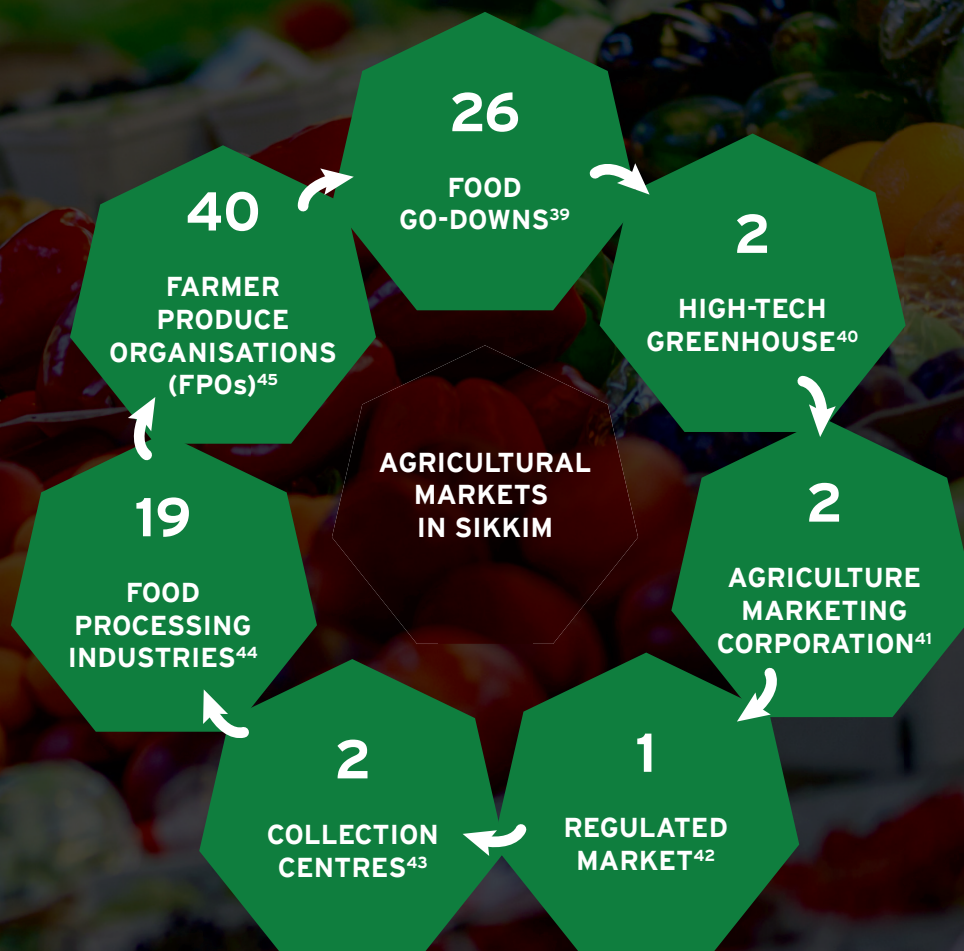 26
FOOD
GO-DOWNS³⁹
2
HIGH-TECH
GREENHOUSE⁴⁰
2
AGRICULTURE
MARKETING
CORPORATION⁴¹
1
REGULATED
MARKET⁴²
2
COLLECTION
CENTRES⁴³
19
FOOD
PROCESSING
INDUSTRIES⁴⁴
40
FARMER
PRODUCE
ORGANISATIONS
(FPOs)⁴⁵
AGRICULTURAL
MARKETS
IN SIKKIM